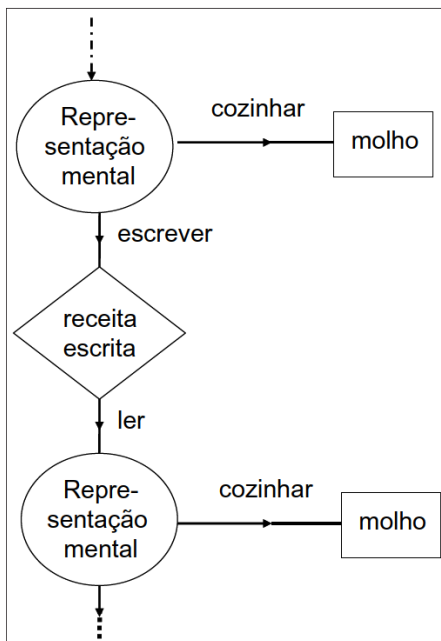 Repre-
sentação
mental
cozinhar
molho
escrever
receita
escrita
ler
Repre-
sentação
mental
cozinhar
molho